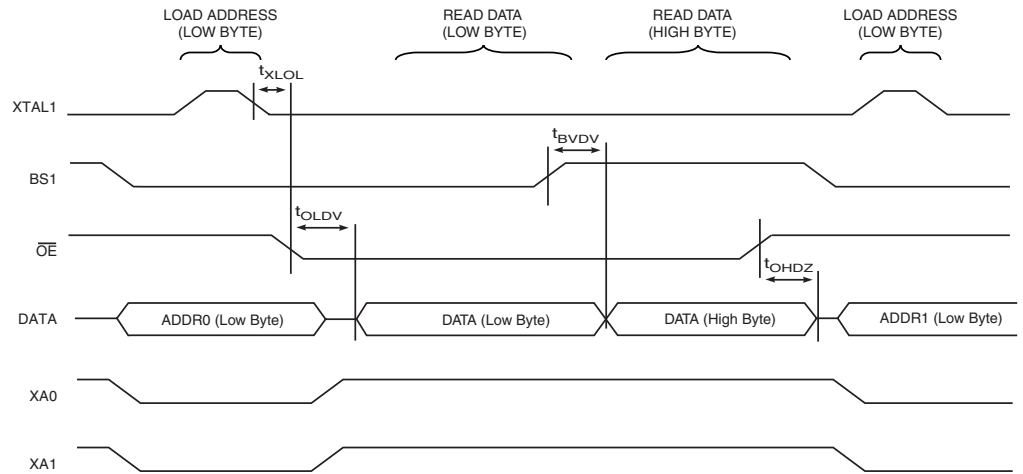 LOAD ADDRESS
(LOW BYTE)
READ DATA
(LOW BYTE)
READ DATA
(HIGH BYTE)
LOAD ADDRESS
(LOW BYTE)
tXLOL
XTAL1
tBVDV
BS1
tOLDV
OE
tOHDZ
DATA
ADDR0 (Low Byte)
DATA (Low Byte)
DATA (High Byte)
ADDR1 (Low Byte)
XA0
XA1